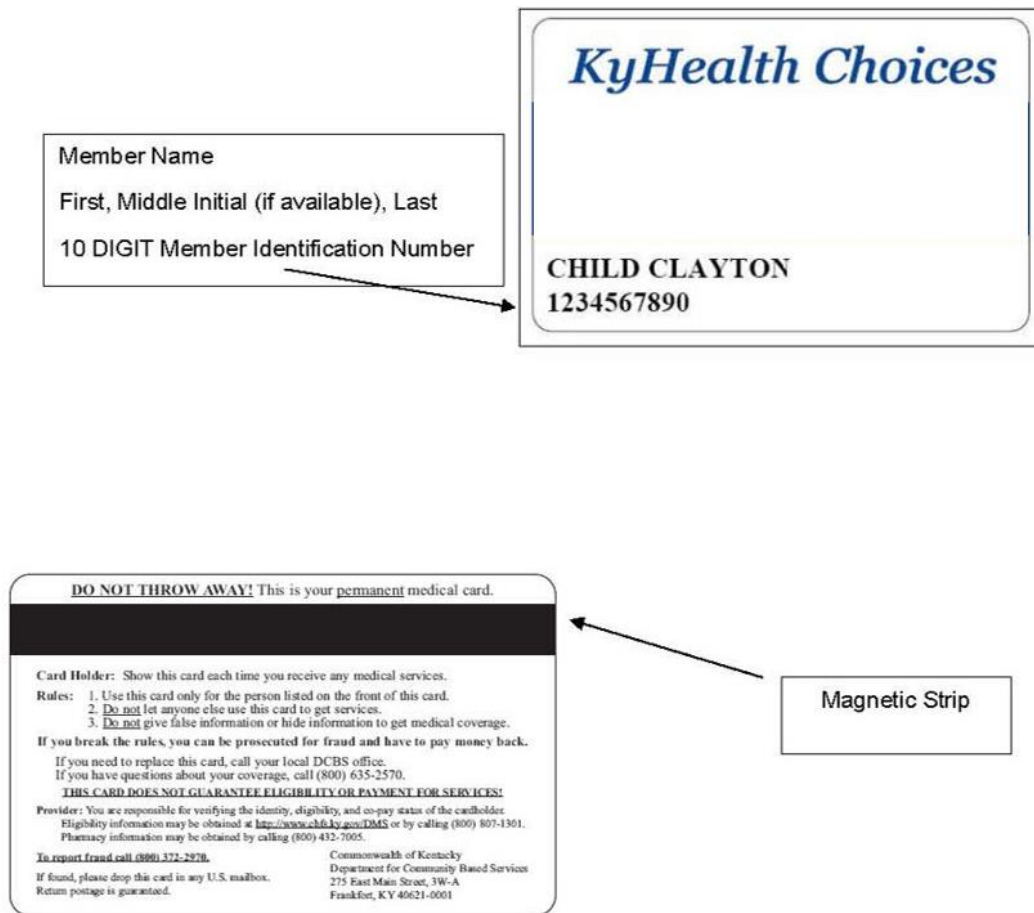 KyHealth Choices
Member Name
First, Middle Initial (if available), Last
10 DIGIT Member Identification Number
CHILD CLAYTON
1234567890
DO NOT THROW AWAY! This is your permanent medical card.
Card Holder: Show this card each time you receive any medical services.
Rules: 1. Use this card only for the person listed on the front of this card.
2. Do not let anyone else use this card to get services.
3. Do not give false information or hide information to get medical coverage.
If you break the rules, you can be prosecuted for fraud and have to pay money back.
If you need to replace this card, call your local DCBS office.
If you have questions about your coverage, call (800) 635-2570.
THIS CARD DOES NOT GUARANTEE ELIGIBILITY OR PAYMENT FOR SERVICES!
Provider: You are responsible for verifying the identity, eligibility, and co-pay status of the cardholder.
Eligibility information may be obtained at http://www.chfs.ky.gov/DMS or by calling (800) 807-1301.
Pharmacy information may be obtained by calling (800) 432-7005.
To report fraud call (800) 372-2970.
If found, please drop this card in any U.S. mailbox.
Return postage is guaranteed.
Commonwealth of Kentucky
Department for Community Based Services
275 East Main Street, 3W-A
Frankfort, KY 40621-0001
Magnetic Strip